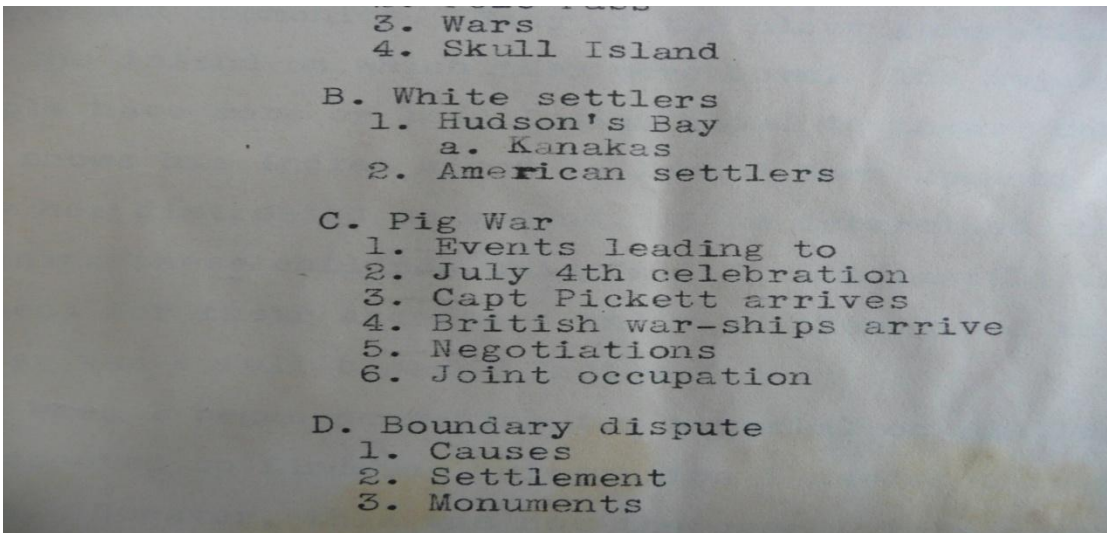 3. Wars
4. Skull Island
B. White settlers
1. Hudson's Bay
a. Kanakas
2. American settlers
C. Pig War
1. Events leading to
2. July 4th celebration
3. Capt Pickett arrives
4. British war-ships arrive
5. Negotiations
6. Joint occupation
D. Boundary dispute
1. Causes
2. Settlement
3. Monuments